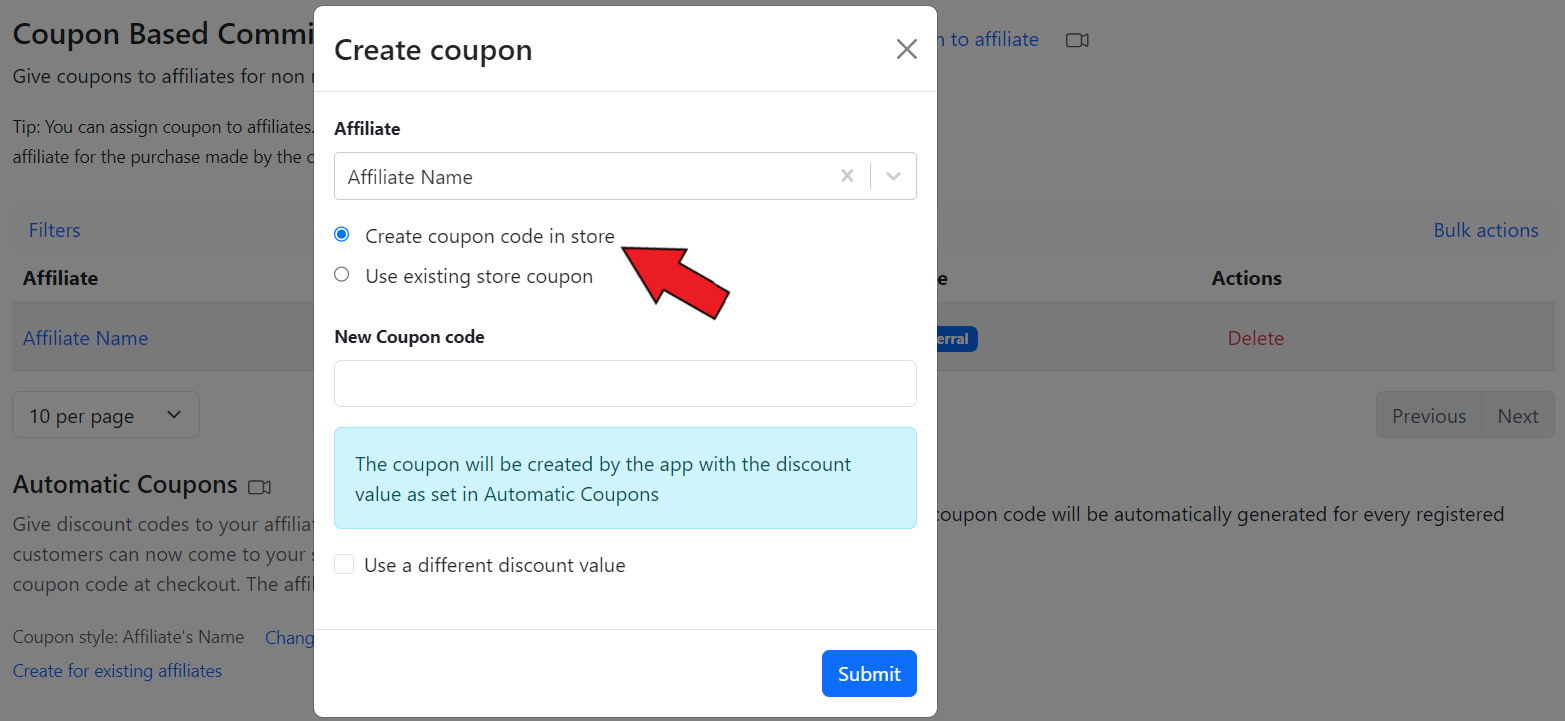 Coupon Based Commi
Give coupons to affiliates for non
Tip: You can assign coupon to affiliates.
affiliate for the purchase made by the c
to affiliate
Filters
Bulk actions
Affiliate
Actions
Affiliate Name
erral
Delete
10 per page
Previous
Next
Automatic Coupons
Give discount codes to your affilia
customers can now come to your s
coupon code at checkout. The affil
coupon code will be automatically generated for every registered
Coupon style: Affiliate's Name Chang
Create for existing affiliates
Create coupon
Affiliate
Affiliate Name
Create coupon code in store
Use existing store coupon
New Coupon code
The coupon will be created by the app with the discount
value as set in Automatic Coupons
Use a different discount value
Submit